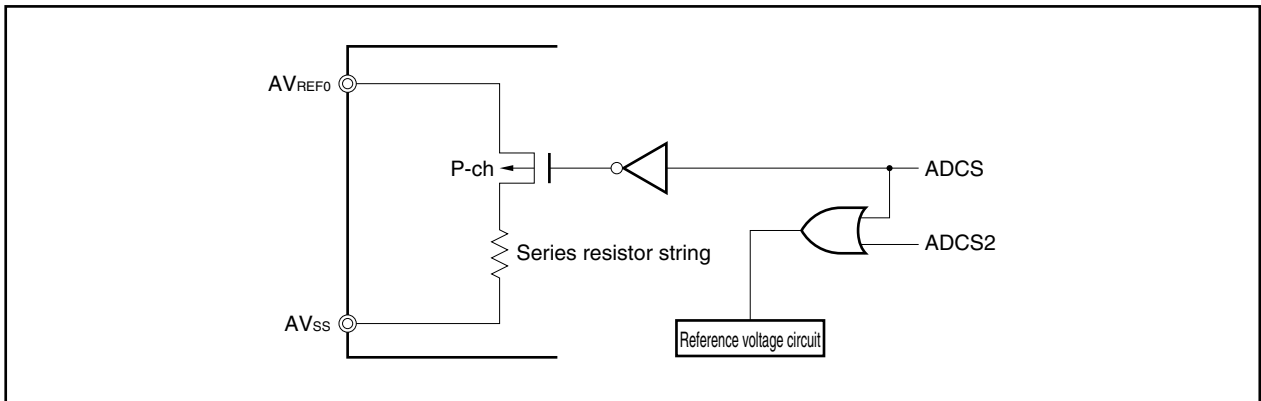 AVREF0
P-ch
ADCS
ADCS2
Series resistor string
AVSS
Reference voltage circuit